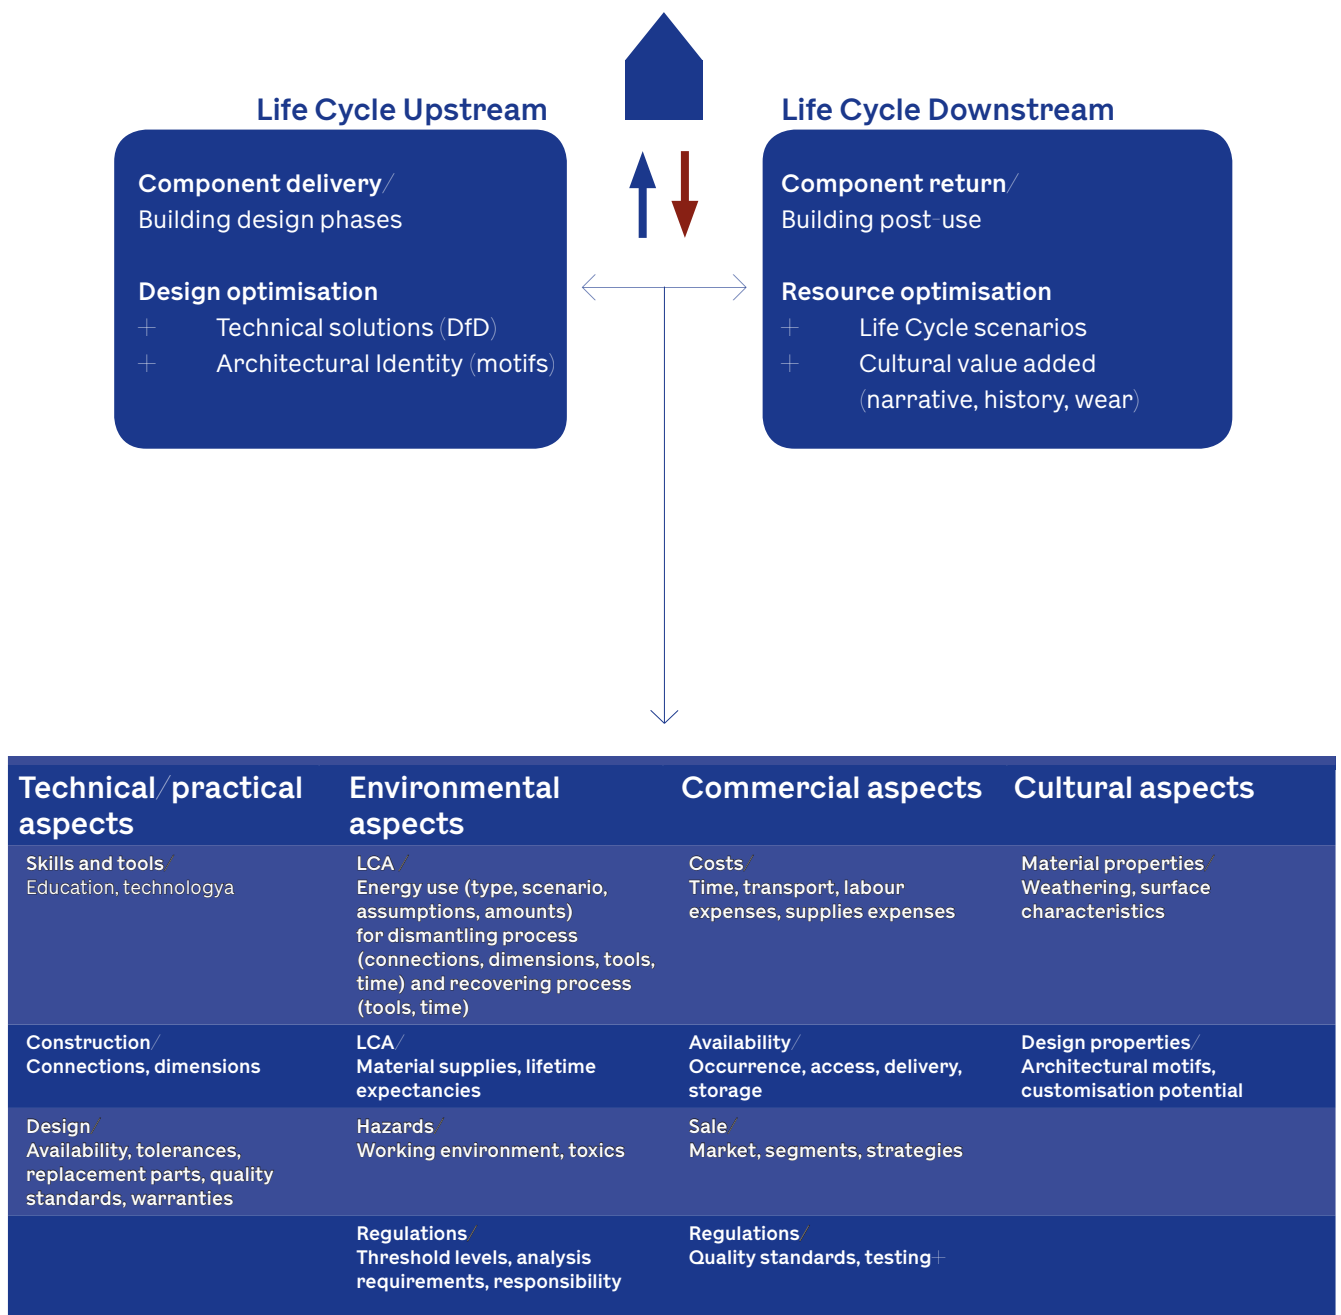 Life Cycle Upstream
Component delivery/
Building design phases
Design optimisation
+ Technical solutions (DfD)
+ Architectural Identity (motifs)
Life Cycle Downstream
Component return/
Building post-use
Resource optimisation
+ Life Cycle scenarios
+ Cultural value added
(narrative, history, wear)
Technical/practical
aspects
Environmental
aspects
Commercial aspects
Cultural aspects
Skills and tools/
Education, technologya
LCA /
Energy use (type, scenario,
assumptions, amounts)
for dismantling process
(connections, dimensions, tools,
time) and recovering process
(tools, time)
Costs/
Time, transport, labour
expenses, supplies expenses
Material properties/
Weathering, surface
characteristics
Construction/
Connections, dimensions
LCA/
Material supplies, lifetime
expectancies
Availability/
Occurrence, access, delivery,
storage
Design properties/
Architectural motifs,
customisation potential
Design/
Availability, tolerances,
replacement parts, quality
standards, warranties
Hazards/
Working environment, toxics
Sale/
Market, segments, strategies
Regulations/
Threshold levels, analysis
requirements, responsibility
Regulations/
Quality standards, testing+